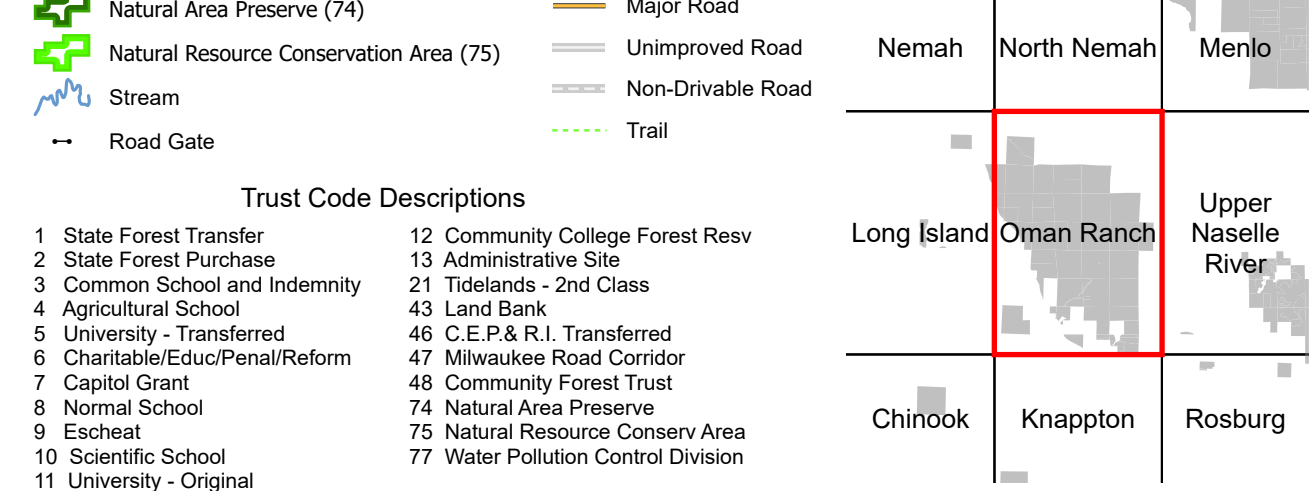 Natural Area Preserve (74)
Natural Resource Conservation Area (75)
Stream
Road Gate
Major Road
Unimproved Road
Non-Drivable Road
Trail
Trust Code Descriptions
1 State Forest Transfer
2 State Forest Purchase
3 Common School and Indemnity
4 Agricultural School
5 University - Transferred
6 Charitable/Educ/Penal/Reform
7 Capitol Grant
8 Normal School
9 Escheat
10 Scientific School
11 University - Original
12 Community College Forest Resv
13 Administrative Site
21 Tidelands - 2nd Class
43 Land Bank
46 C.E.P.& R.I. Transferred
47 Milwaukee Road Corridor
48 Community Forest Trust
74 Natural Area Preserve
75 Natural Resource Conserv Area
77 Water Pollution Control Division
Nemah
North Nemah
Menlo
Long Island
Oman Ranch
Upper
Naselle
River
Chinook
Knappton
Rosburg